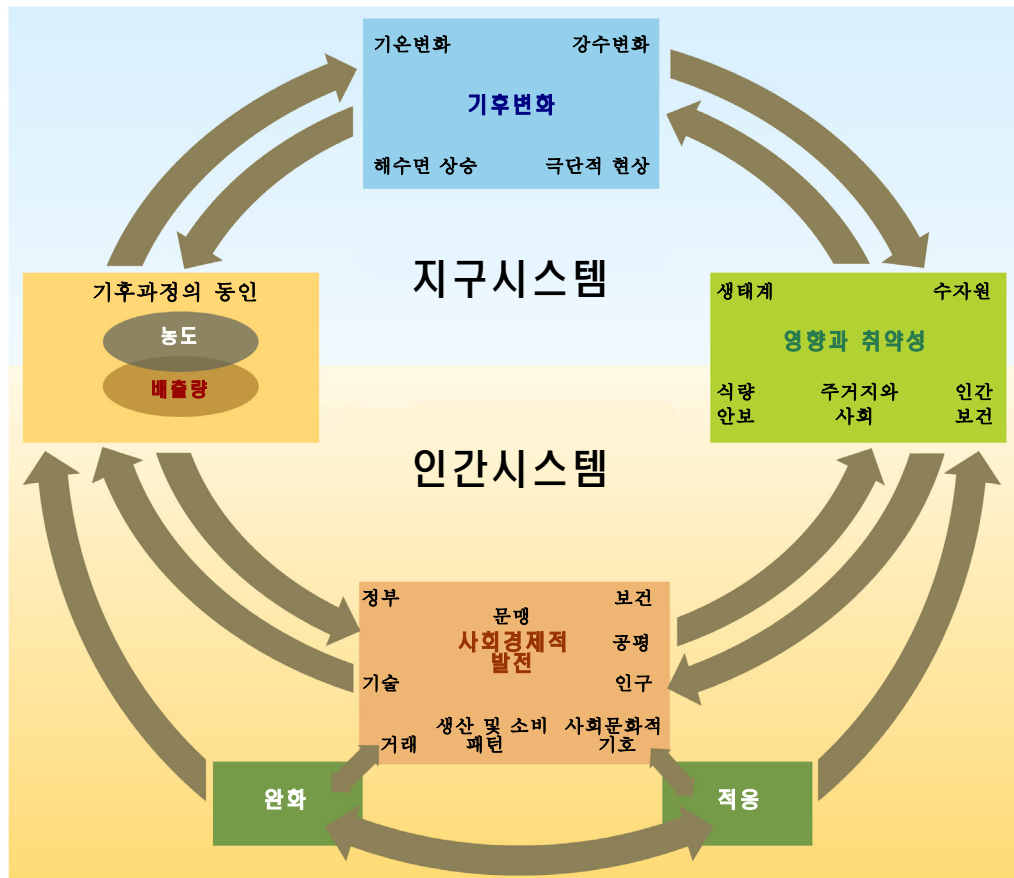 기온변화 강수변화
기후변화
해수면 상승 극단적 현상
지구시스템
기후과정의 동인
농도
배출량
생태계 수자원
영향과 취약성
식량 주거지와 인간
안보 사회 보건
인간시스템
정부 보건
문맹
사회경제적
발전
공평
기술 인구
생산 및 소비 사회문화적
거래 패턴 기호
완화 적응